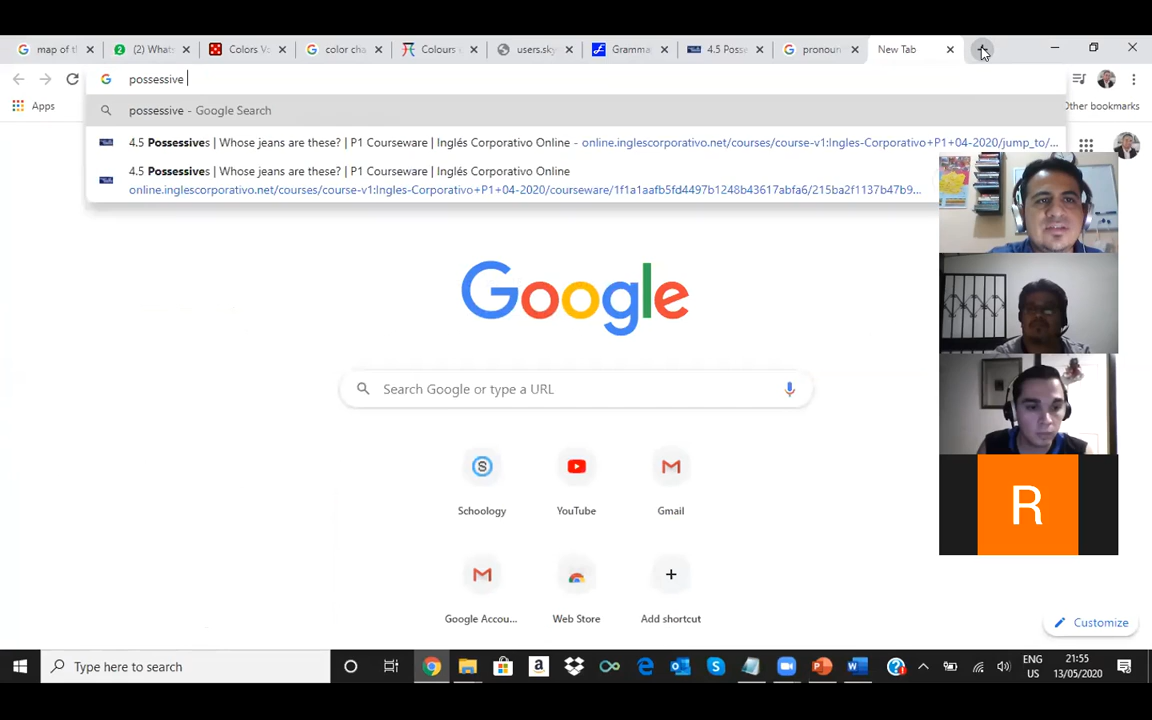 map of t
(2) What
Colors V
color cha
Colours
users.sky
Gramma
4.5 Posse
pronoun
New Tab
possessive
Apps
Other bookmarks
possessive - Google Search
4.5 Possessives | Whose jeans are these? | P1 Courseware | Inglés Corporativo Online - online.inglescorporativo.net/courses/course-v1:Ingles-Corporativo+P1+04-2020/jump_to/...
4.5 Possessives | Whose jeans are these? | P1 Courseware | Inglés Corporativo Online
online.inglescorporativo.net/courses/course-v1:Ingles-Corporativo+P1+04-2020/courseware/1f1a1aafb5fd4497b1248b43617abfa6/215ba2f1137b47b9...
Google
Search Google or type a URL
Schoology
YouTube
Gmail
Google Accou...
Web Store
Add shortcut
R
Customize
Type here to search
ENG
US
21:55
13/05/2020